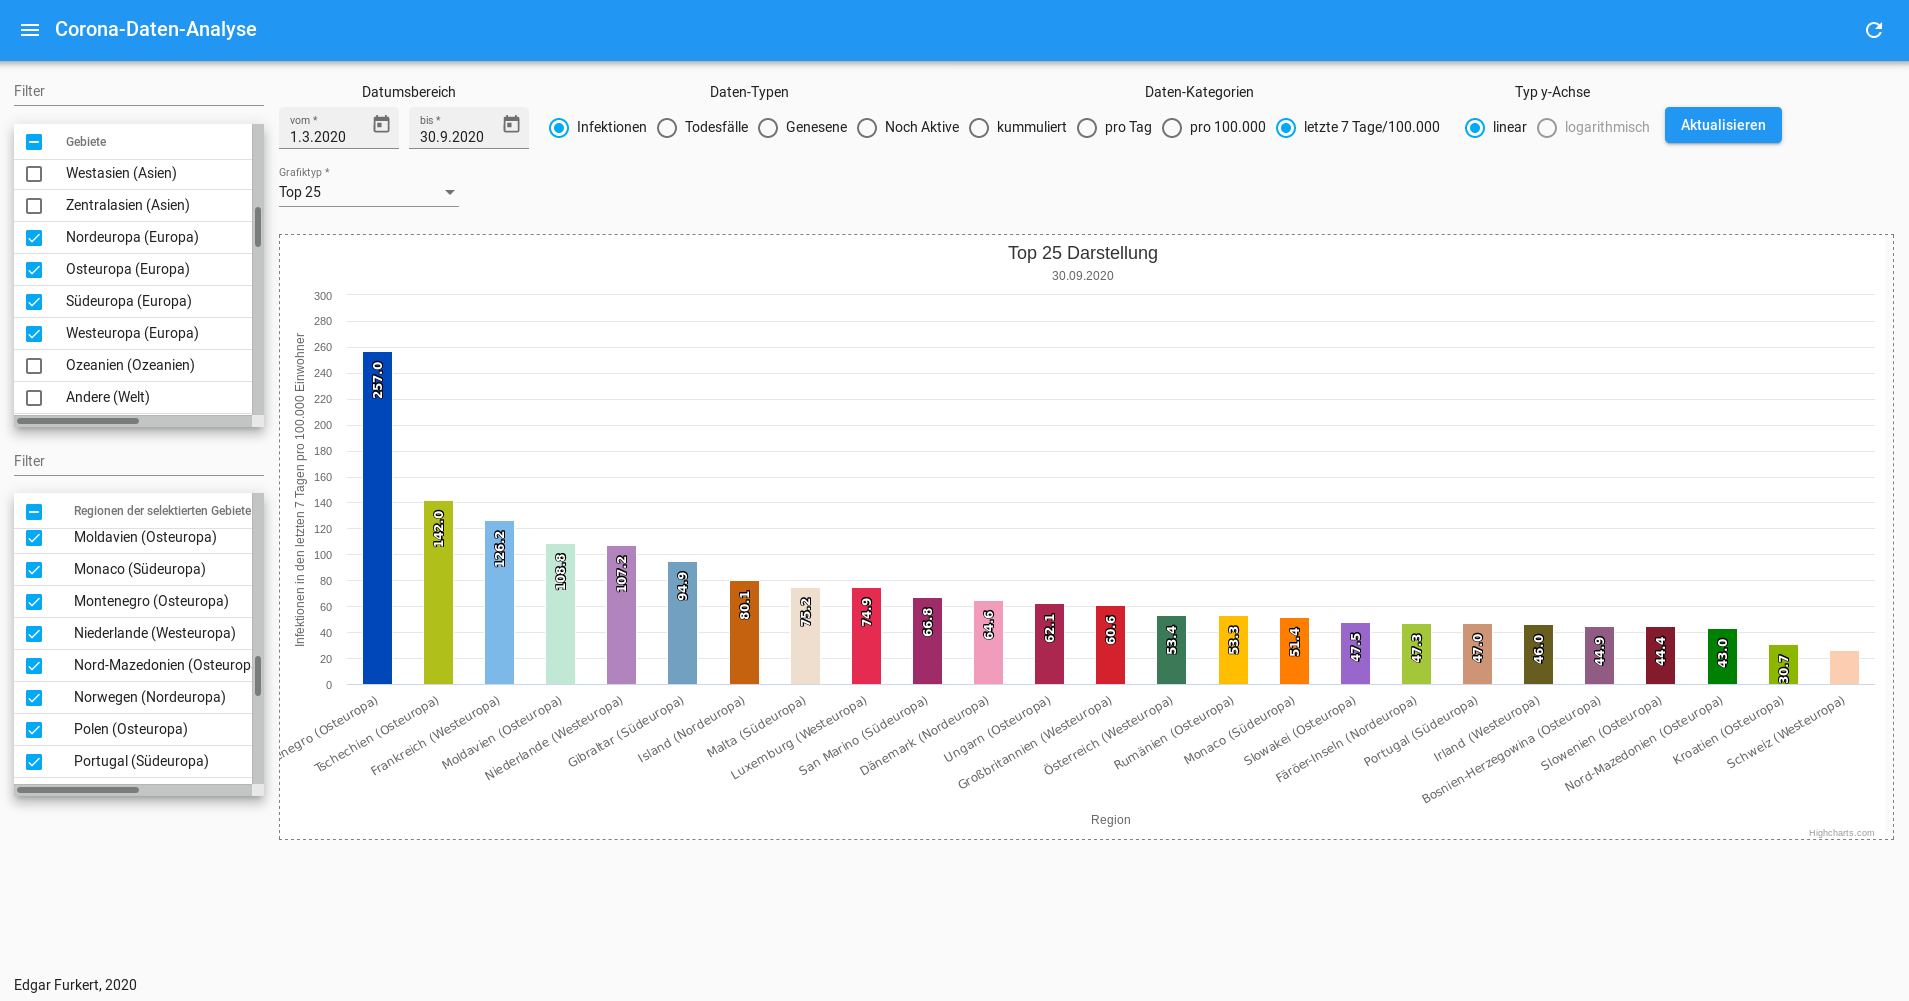 Corona-Daten-Analyse
Filter
Gebiete
Westasien (Asien)
Zentralasien (Asien)
Nordeuropa (Europa)
Osteuropa (Europa)
Südeuropa (Europa)
Westeuropa (Europa)
Ozeanien (Ozeanien)
Andere (Welt)
Filter
Regionen der selektierten Gebiete
Moldavien (Osteuropa)
Monaco (Südeuropa)
Montenegro (Osteuropa)
Niederlande (Westeuropa)
Nord-Mazedonien (Osteurop
Norwegen (Nordeuropa)
Polen (Osteuropa)
Portugal (Südeuropa)
Datumsbereich
vom *
1.3.2020
bis *
30.9.2020
Daten-Typen
Infektionen Todesfälle Genesene Noch Aktive
Daten-Kategorien
kummuliert pro Tag pro 100.000 letzte 7 Tage/100.000
Typ y-Achse
linear logarithmisch
Aktualisieren
Grafiktyp *
Top 25
Top 25 Darstellung
30.09.2020
Infektionen in den letzten 7 Tagen pro 100.000 Einwohner
300
280
260
240
220
200
180
160
140
120
100
80
60
40
20
0
257.0
142.0
126.2
108.8
107.2
94.9
80.1
75.2
74.9
66.8
64.6
62.1
60.6
53.4
53.3
51.4
47.5
47.3
47.0
46.0
44.9
44.4
43.0
30.7
negro (Osteuropa)
Tschechien (Osteuropa)
Frankreich (Westeuropa)
Moldavien (Osteuropa)
Niederlande (Westeuropa)
Gibraltar (Südeuropa)
Island (Nordeuropa)
Malta (Südeuropa)
Luxemburg (Westeuropa)
San Marino (Südeuropa)
Dänemark (Nordeuropa)
Ungarn (Osteuropa)
Großbritannien (Westeuropa)
Österreich (Westeuropa)
Rumänien (Osteuropa)
Monaco (Südeuropa)
Slowakei (Osteuropa)
Färöer-Inseln (Nordeuropa)
Portugal (Südeuropa)
Irland (Westeuropa)
Bosnien-Herzegowina (Osteuropa)
Slowenien (Osteuropa)
Nord-Mazedonien (Osteuropa)
Kroatien (Osteuropa)
Schweiz (Westeuropa)
Region
Highcharts.com
Edgar Furkert, 2020